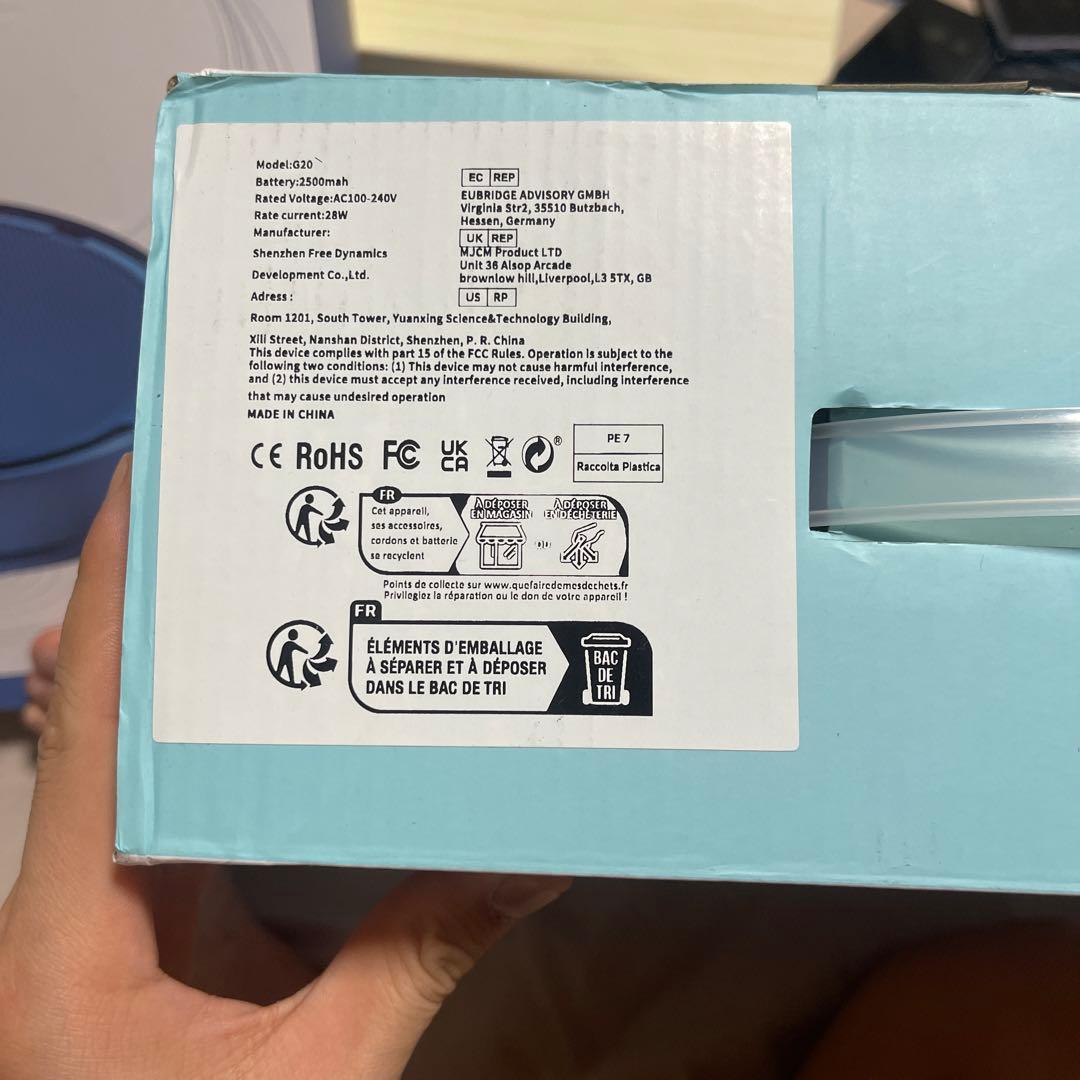 Model:G20
Battery:2500mah
Rated Voltage:AC100-240V
Rate current:28W
Manufacturer:
Shenzhen Free Dynamics
Development Co.,Ltd.
Adress :
EC REP
EUBRIDGE ADVISORY GMBH
Virginia Str2, 35510 Butzbach,
Hessen, Germany
UK REP
MJCM Product LTD
Unit 36 Alsop Arcade
brownlow hill,Liverpool,L3 5TX, GB
US RP
Room 1201, South Tower, Yuanxing Science&Technology Building,
Xili Street, Nanshan District, Shenzhen, P. R. China
This device complies with part 15 of the FCC Rules. Operation is subject to the
following two conditions: (1) This device may not cause harmful interference,
and (2) this device must accept any interference received, including interference
that may cause undesired operation
MADE IN CHINA
CE RoHS FC UK CA ®
PE 7
Raccolta Plastica
FR
Cet appareil,
ses accessoires,
cordons et batterie
se recyclent
À DÉPOSER
EN MAGASIN
OU
À DÉPOSER
EN DÉCHÈTERIE
Points de collecte sur www.quefairedemesdechets.fr
Privilegiez la réparation ou le don de votre appareil !
FR
ÉLÉMENTS D'EMBALLAGE
À SÉPARER ET À DÉPOSER
DANS LE BAC DE TRI
BAC
DE
TRI